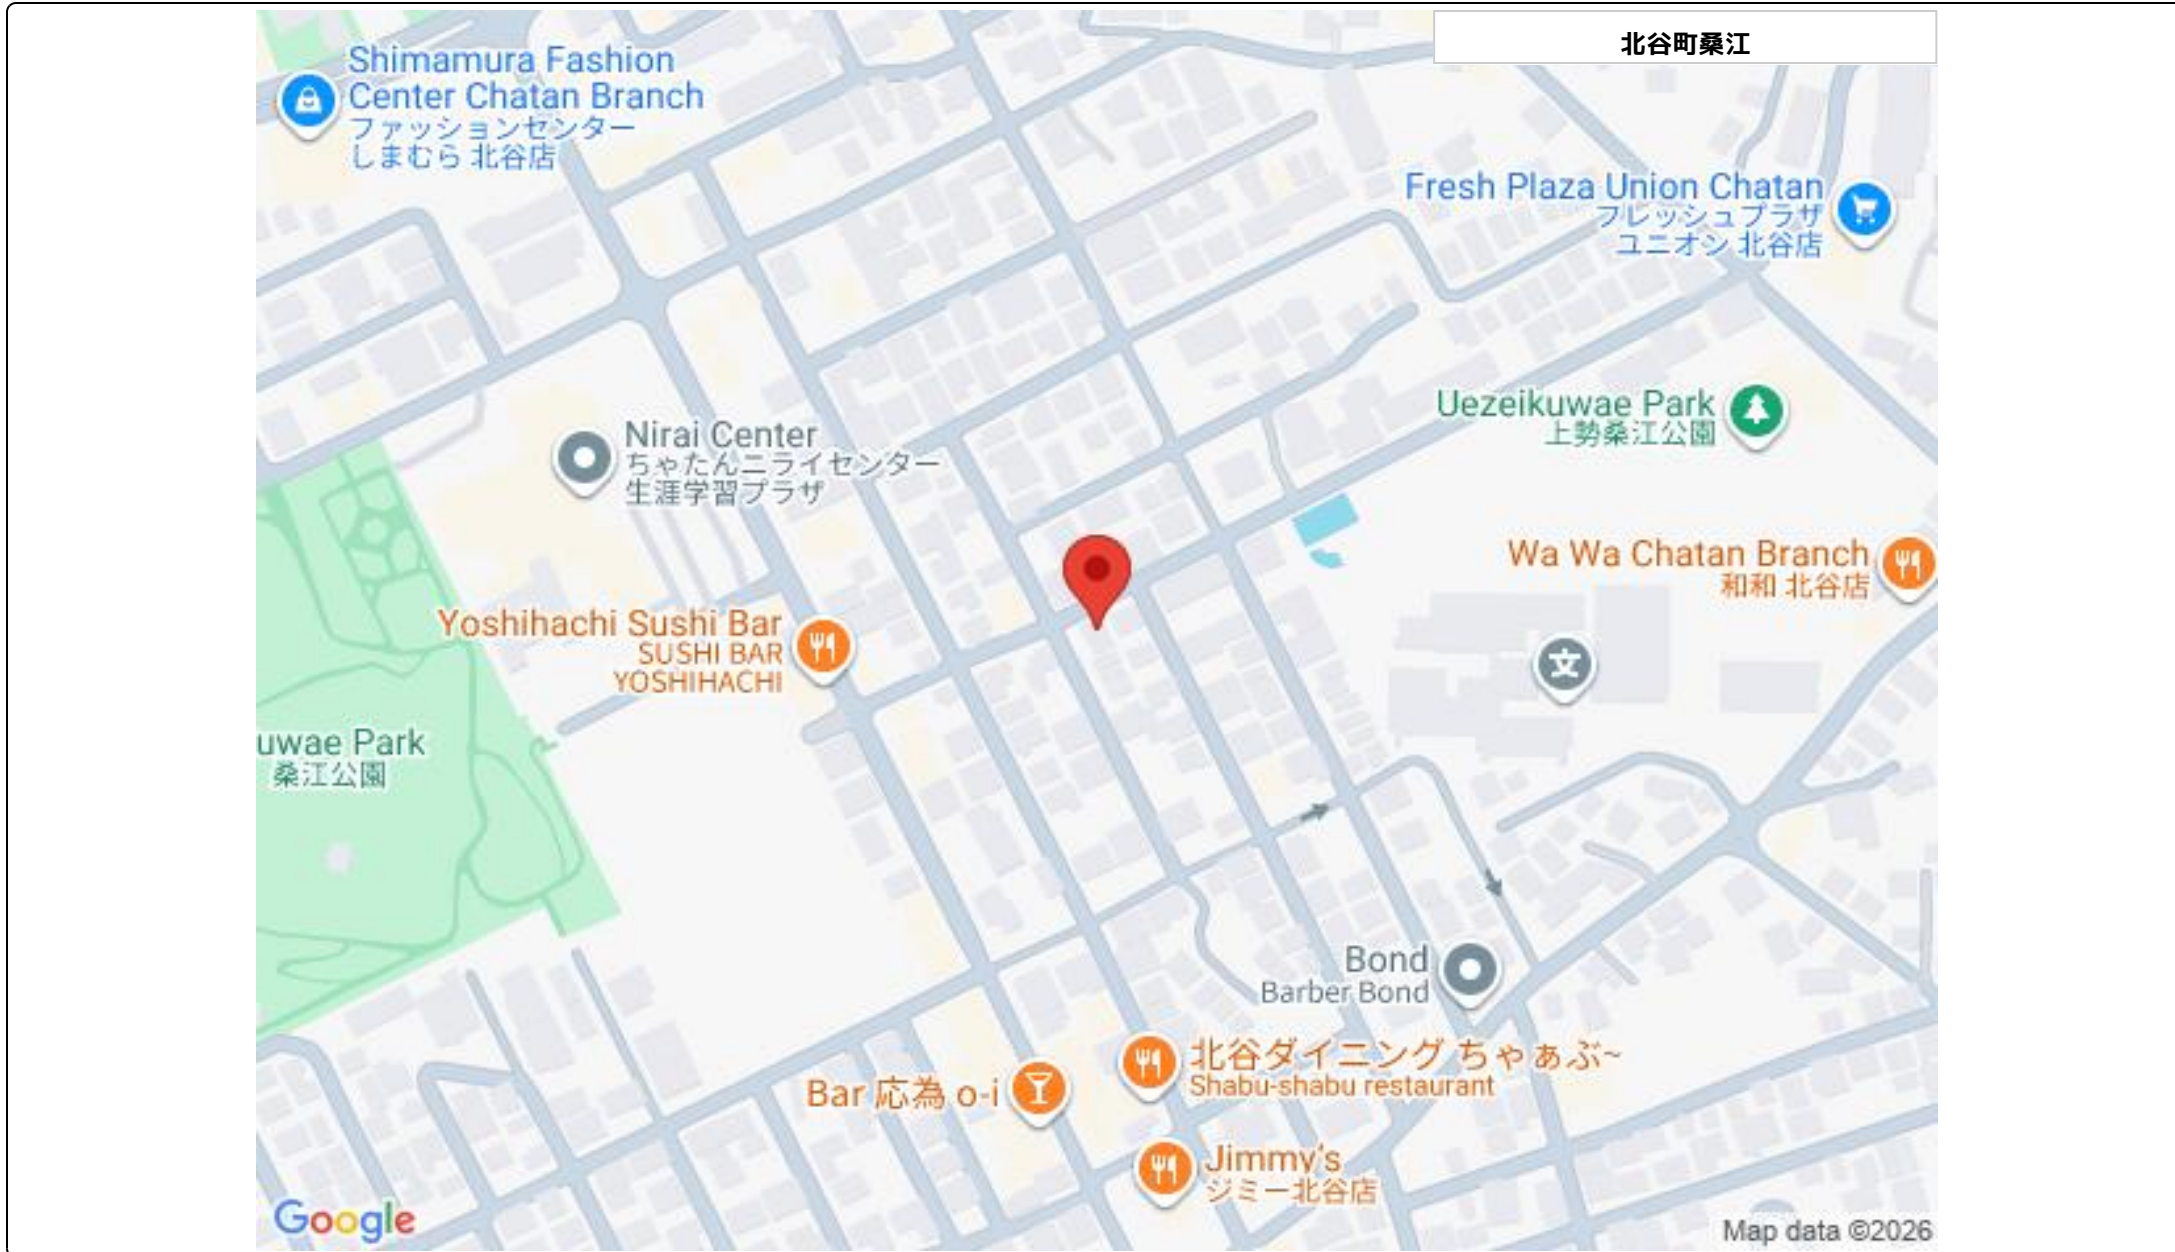 北谷町桑江
Shimamura Fashion
Center Chatan Branch
ファッションセンター
しまむら 北谷店
Fresh Plaza Union Chatan
フレッシュプラザ
ユニオン 北谷店
Uezeikuwae Park
上勢桑江公園
Nirai Center
ちゃたんニライセンター
生涯学習プラザ
Wa Wa Chatan Branch
和和 北谷店
Yoshihachi Sushi Bar
SUSHI BAR
YOSHIHACHI
文
uwae Park
桑江公園
Bond
Barber Bond
北谷ダイニング ちゃぁぶ~
Shabu-shabu restaurant
Bar 応為 o-i
Jimmy's
ジミー北谷店
Google
Map data ©2026